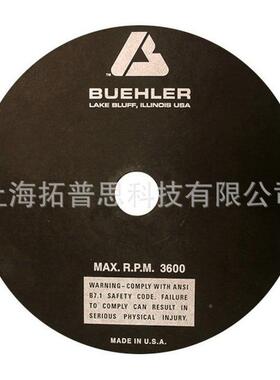 TM
BUEHLER
LAKE BLUFF, ILLINOIS USA
上海拓普思科技有限公司
MAX. R.P.M. 3600
WARNING-COMPLY WITH ANSI
B7.1 SAFETY CODE. FAILURE
TO COMPLY CAN RESULT IN
SERIOUS PHYSICAL INJURY.
MADE IN U.S.A.